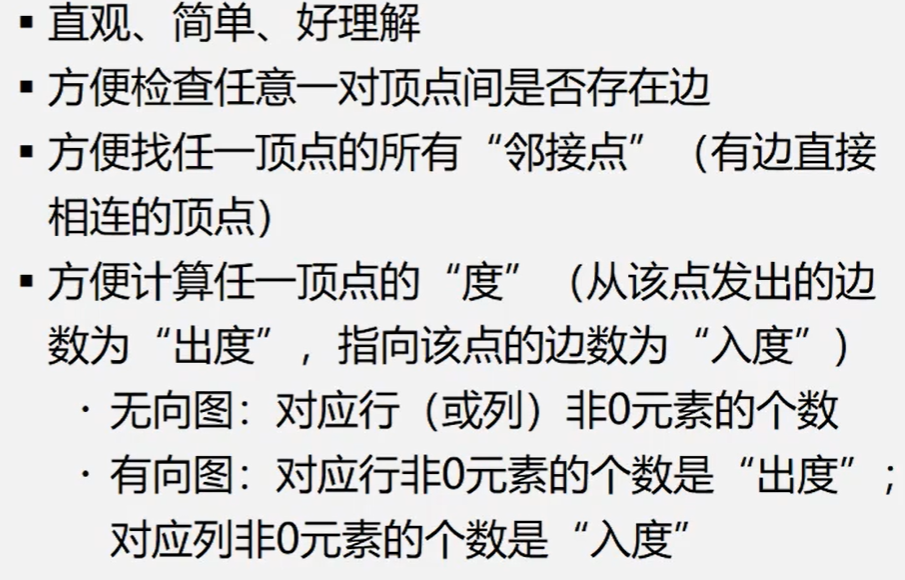 ▪ 直观、简单、好理解
▪ 方便检查任意一对顶点间是否存在边
▪ 方便找任一顶点的所有“邻接点”（有边直接
相连的顶点）
▪ 方便计算任一顶点的“度”（从该点发出的边
数为“出度”，指向该点的边数为“入度”）
· 无向图：对应行（或列）非0元素的个数
· 有向图：对应行非0元素的个数是“出度”；
对应列非0元素的个数是“入度”